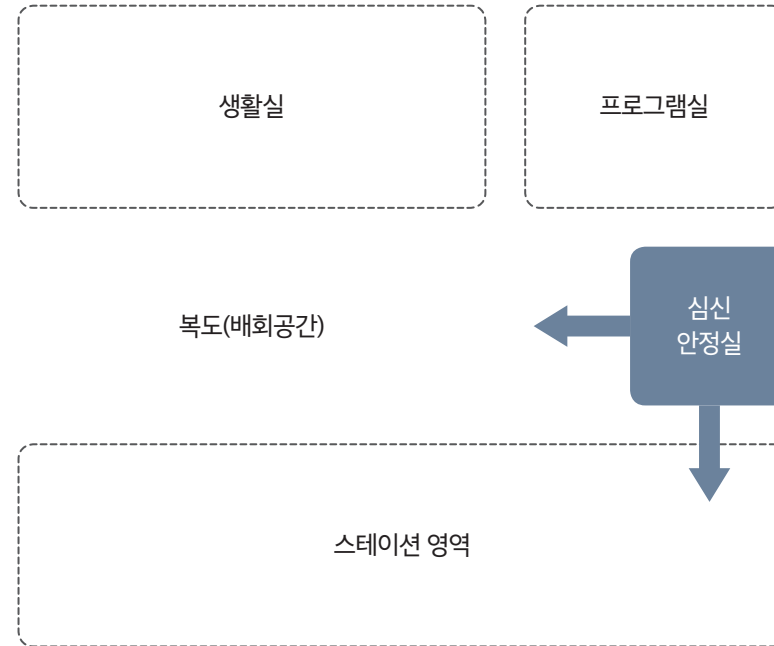 생활실
프로그램실
심신
안정실
복도(배회공간)
스테이션 영역